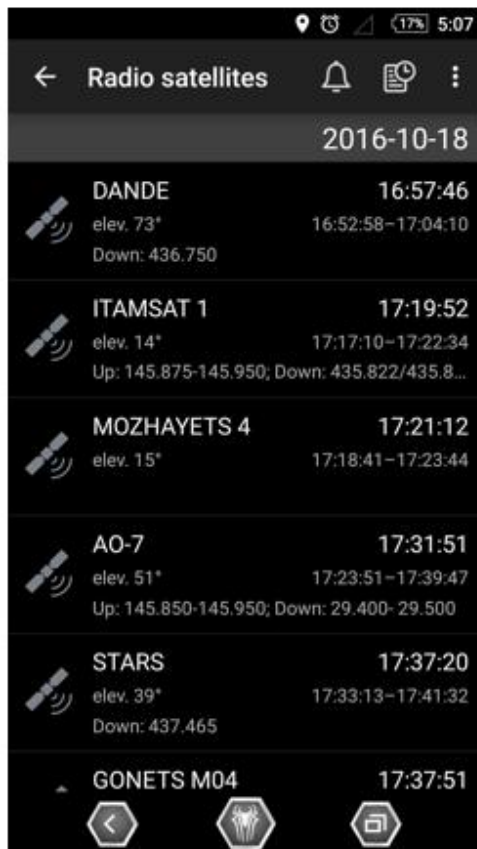 17% 5:07
Radio satellites
2016-10-18
DANDE 16:57:46
elev. 73° 16:52:58–17:04:10
Down: 436.750
ITAMSAT 1 17:19:52
elev. 14° 17:17:10–17:22:34
Up: 145.875-145.950; Down: 435.822/435.8...
MOZHAYETS 4 17:21:12
elev. 15° 17:18:41–17:23:44
AO-7 17:31:51
elev. 51° 17:23:51–17:39:47
Up: 145.850-145.950; Down: 29.400- 29.500
STARS 17:37:20
elev. 39° 17:33:13–17:41:32
Down: 437.465
GONETS M04 17:37:51